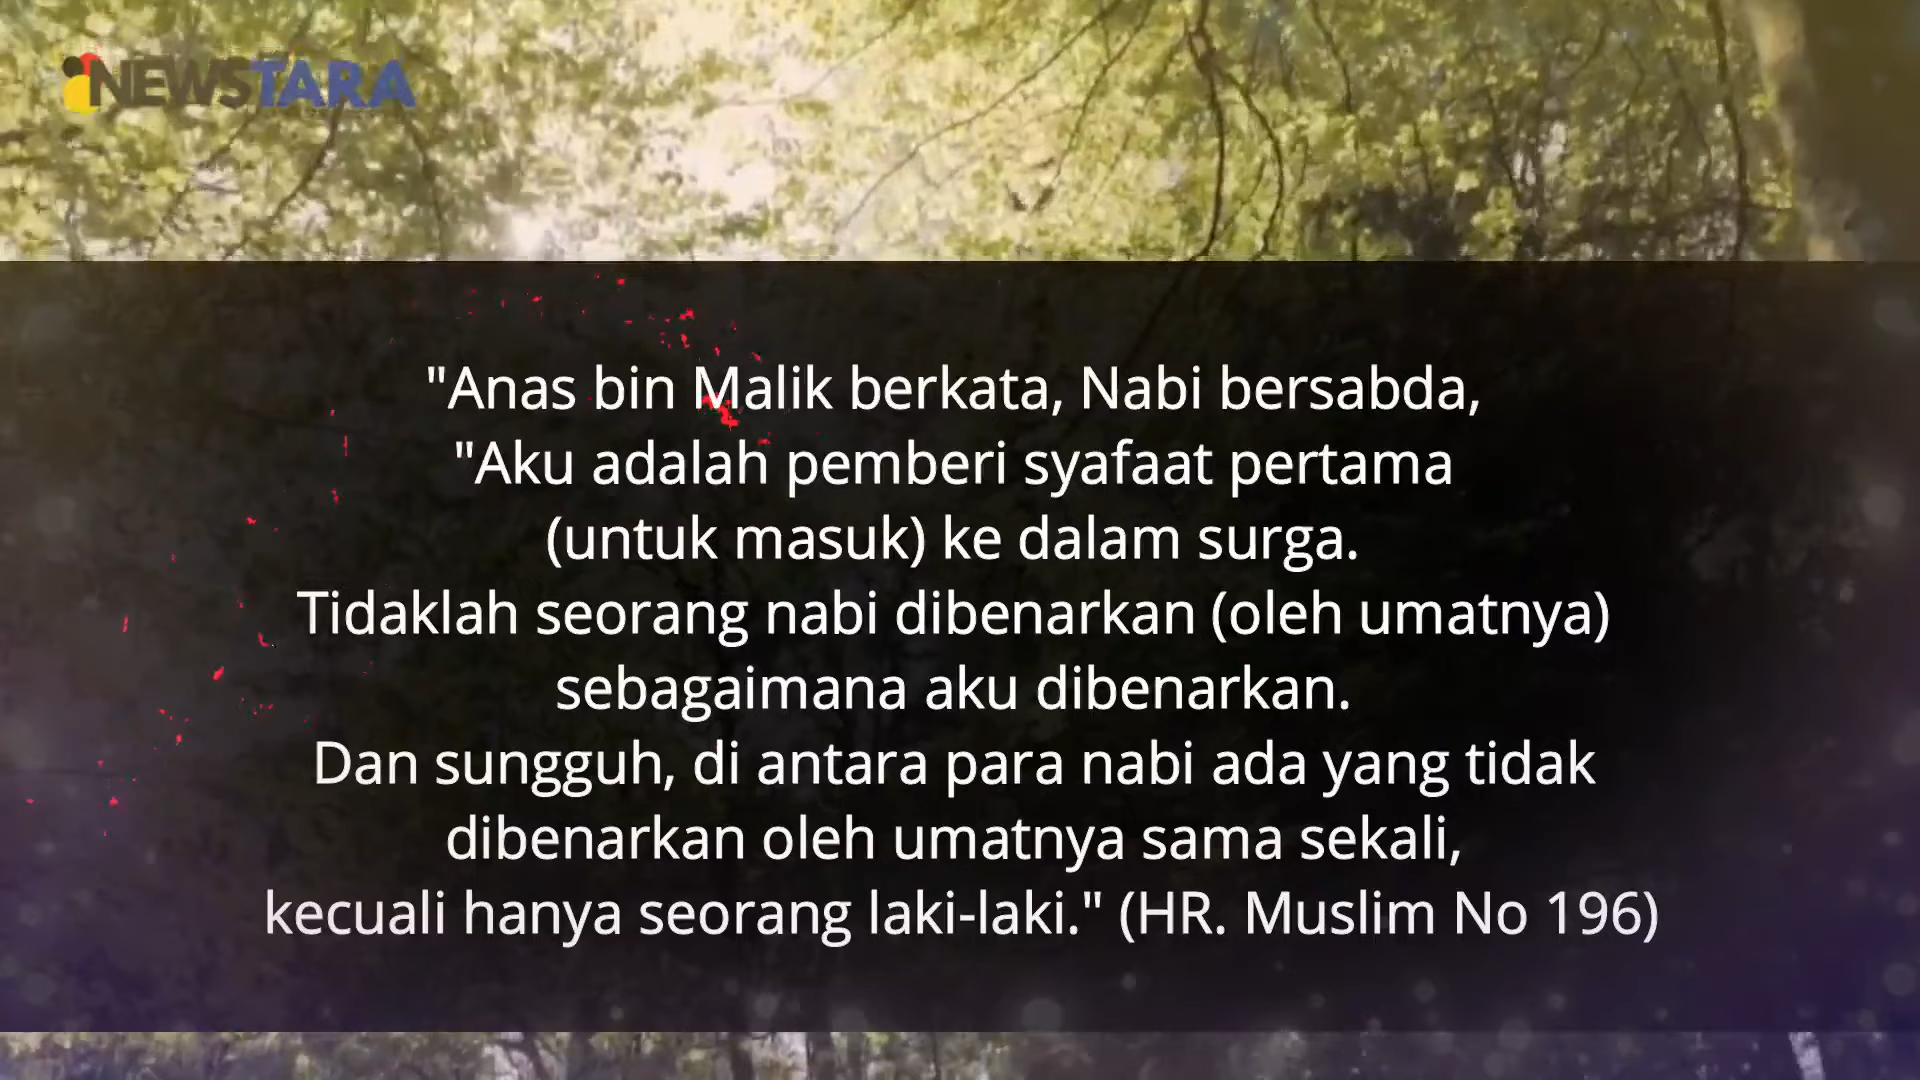 NEWSTARA
"Anas bin Malik berkata, Nabi bersabda,
"Aku adalah pemberi syafaat pertama
(untuk masuk) ke dalam surga.
Tidaklah seorang nabi dibenarkan (oleh umatnya)
sebagaimana aku dibenarkan.
Dan sungguh, di antara para nabi ada yang tidak
dibenarkan oleh umatnya sama sekali,
kecuali hanya seorang laki-laki." (HR. Muslim No 196)